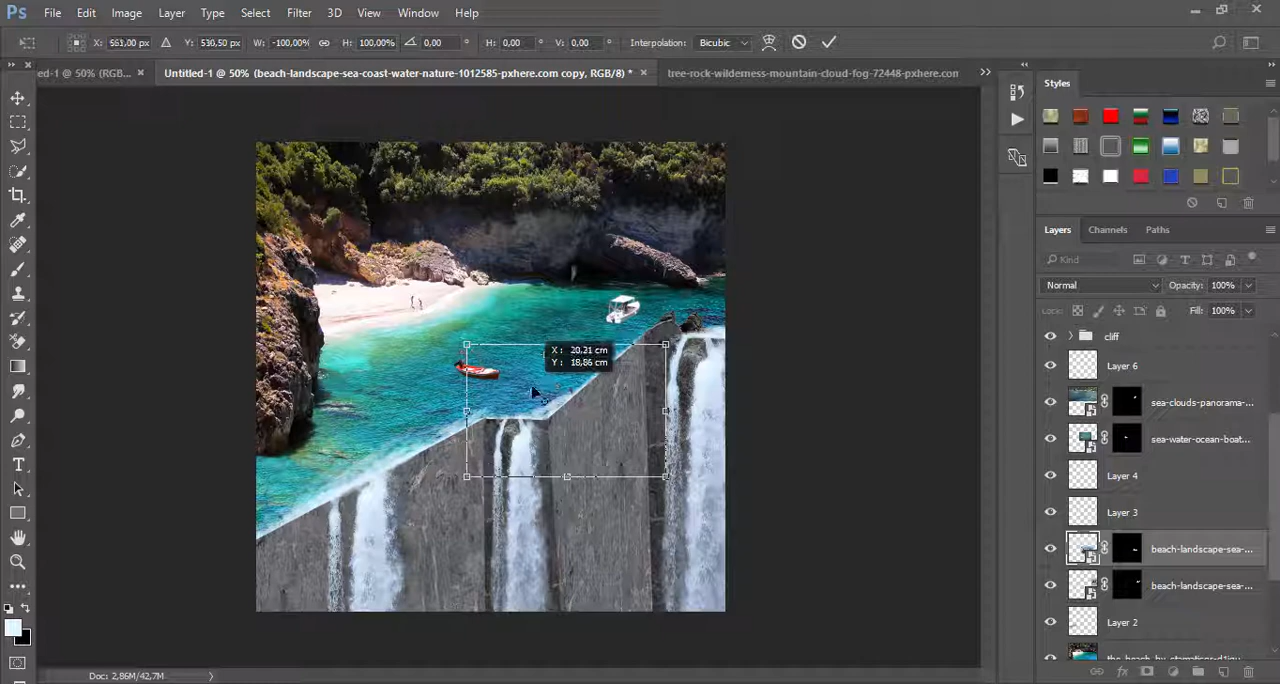 Ps File Edit Image Layer Type Select Filter 3D View Window Help
X: 561,00 px Y: 530,50 px W: -100,00% H: 100,00% 0,00 ° H: 0,00 ° V: 0,00 ° Interpolation: Bicubic
ed-1 @ 50% (RGB... × Untitled-1 @ 50% (beach-landscape-sea-coast-water-nature-1012585-pxhere.com copy, RGB/8) * × tree-rock-wilderness-mountain-cloud-fog-72448-pxhere.com
Styles
X : 20,21 cm
Y : 18,86 cm
Layers Channels Paths
Kind
Normal Opacity: 100%
Lock: Fill: 100%
cliff
Layer 6
sea-clouds-panorama-...
sea-water-ocean-boat...
Layer 4
Layer 3
beach-landscape-sea-...
beach-landscape-sea-...
Layer 2
Doc: 2,86M/42,7M